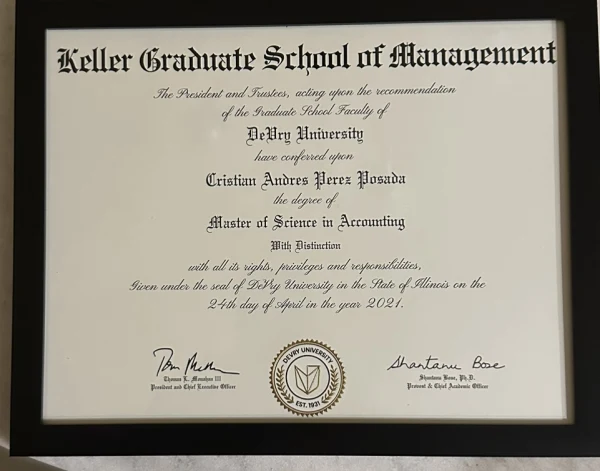 Keller Graduate School of Management
The President and Trustees, acting upon the recommendation
of the Graduate School Faculty of
DeVry University
have conferred upon
Cristian Andres Perez Posada
the degree of
Master of Science in Accounting
With Distinction
with all its rights, privileges and responsibilities,
Given under the seal of DeVry University in the State of Illinois on the
24th day of April in the year 2021.
Thomas L. Monahan III
President and Chief Executive Officer
DEVRY UNIVERSITY
EST. 1931
Shantanu Bose
Shantanu Bose, Ph.D.
Provost & Chief Academic Officer